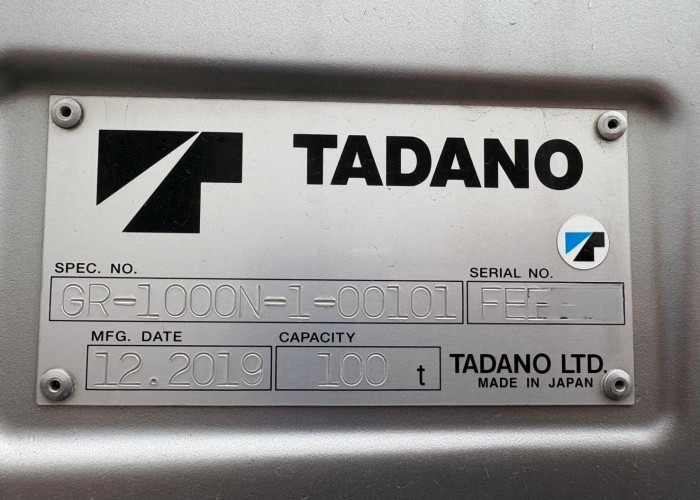 TADANO
SPEC. NO.
SERIAL NO.
GR-1000N-1-00101
MFG. DATE
CAPACITY
12.2019
100 t
TADANO LTD.
MADE IN JAPAN